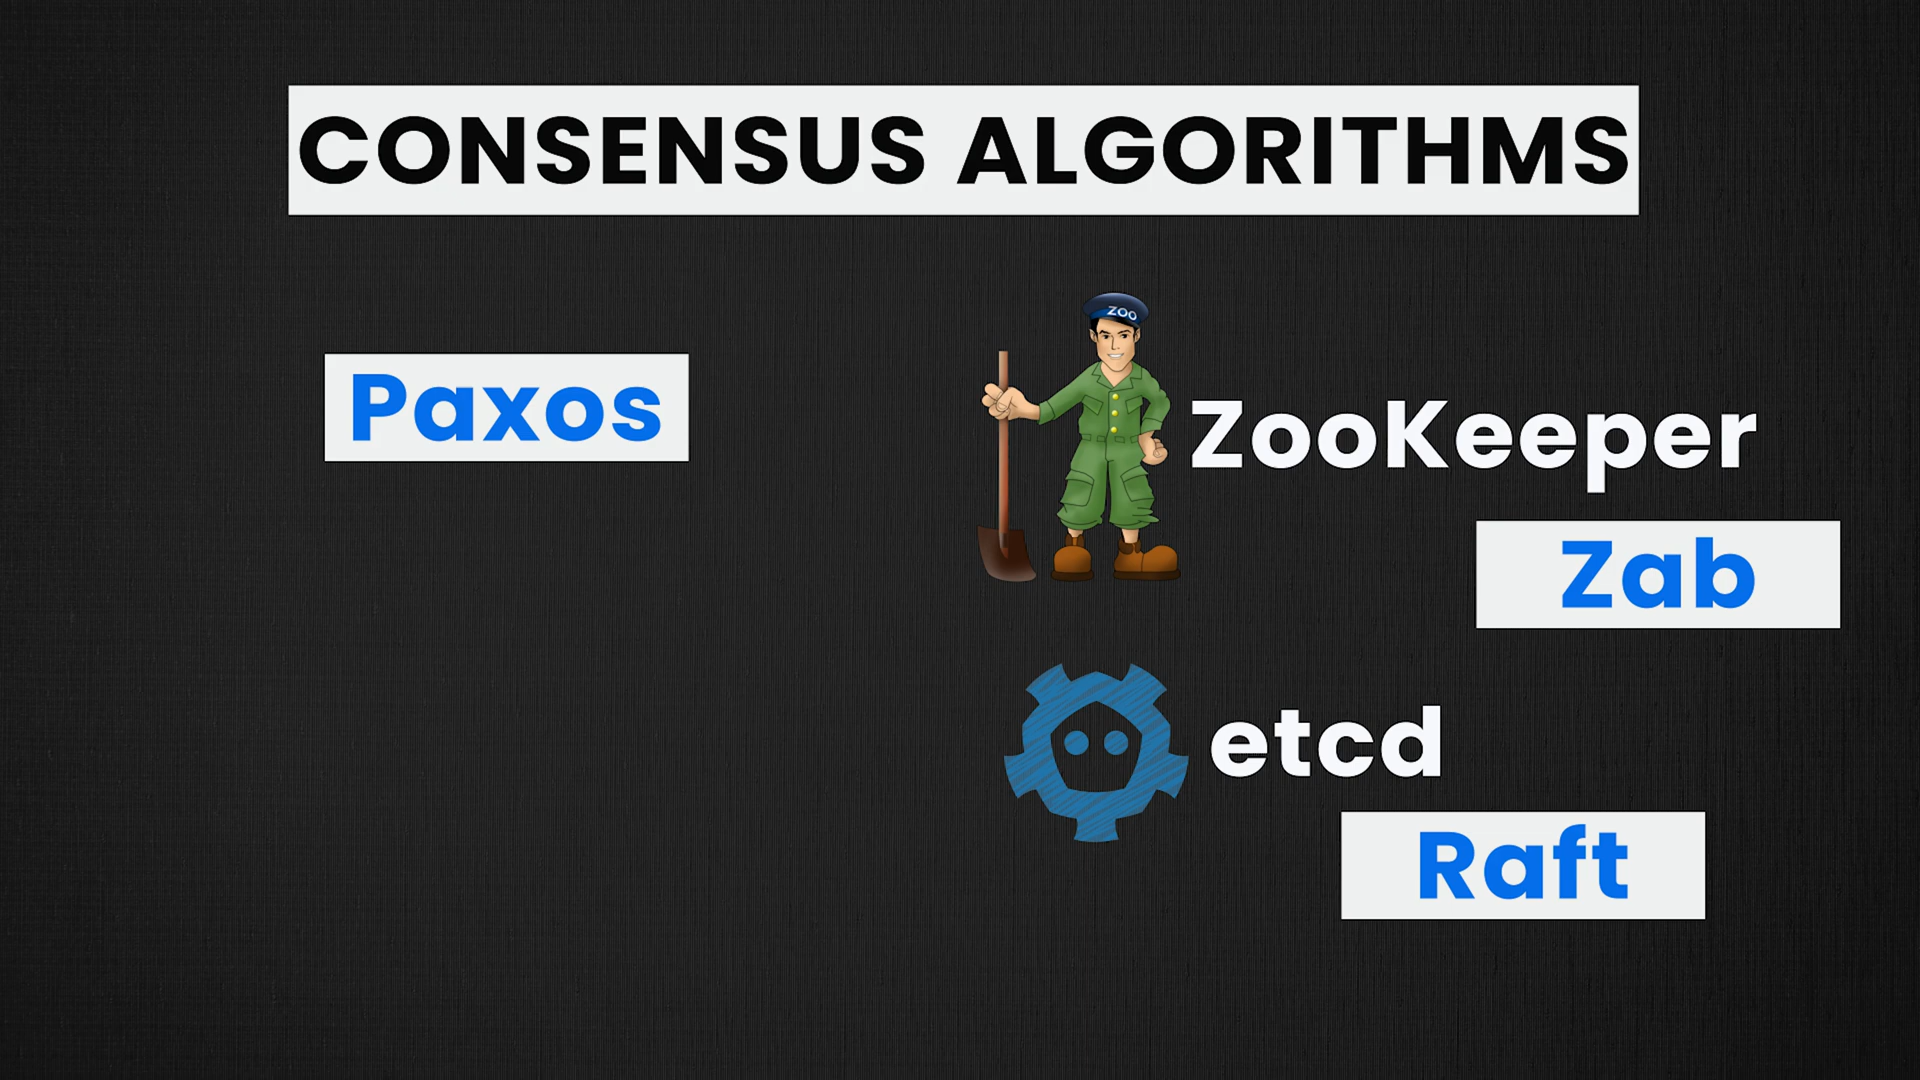 CONSENSUS ALGORITHMS
Paxos
ZOO
ZooKeeper
Zab
etcd
Raft